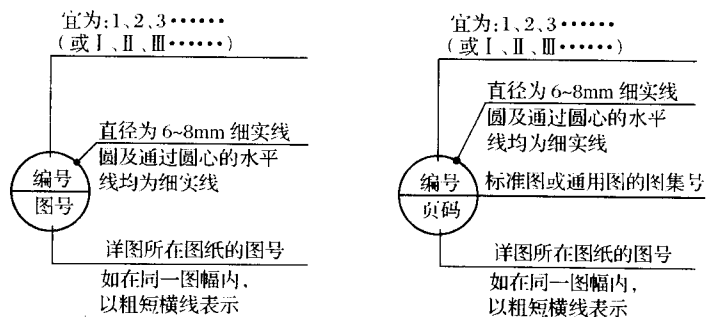 宜为:1、2、3······
(或Ⅰ、Ⅱ、Ⅲ······)
直径为6~8mm细实线
圆及通过圆心的水平
线均为细实线
编号
图号
详图所在图纸的图号
如在同一图幅内,
以粗短横线表示
宜为:1、2、3······
(或Ⅰ、Ⅱ、Ⅲ······)
直径为6~8mm细实线
圆及通过圆心的水平
线均为细实线
编号
标准图或通用图的图集号
页码
详图所在图纸的图号
如在同一图幅内,
以粗短横线表示